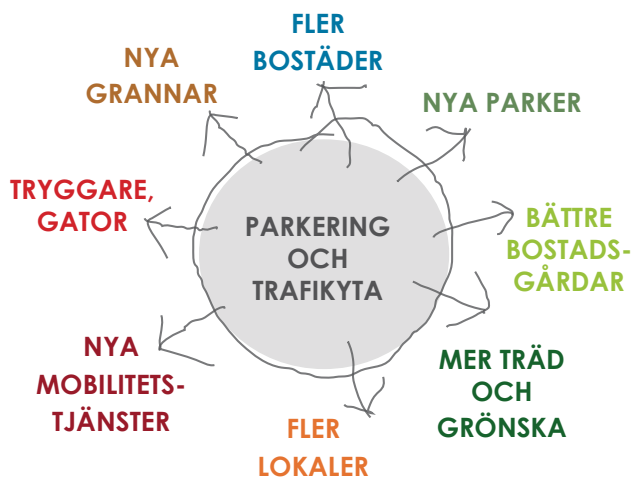 FLER
BOSTÄDER
NYA
GRANNAR
NYA PARKER
TRYGGARE,
GATOR
PARKERING
OCH
TRAFIKYTA
BÄTTRE
BOSTADS-
GÅRDAR
NYA
MOBILITETS-
TJÄNSTER
MER TRÄD
OCH
GRÖNSKA
FLER
LOKALER